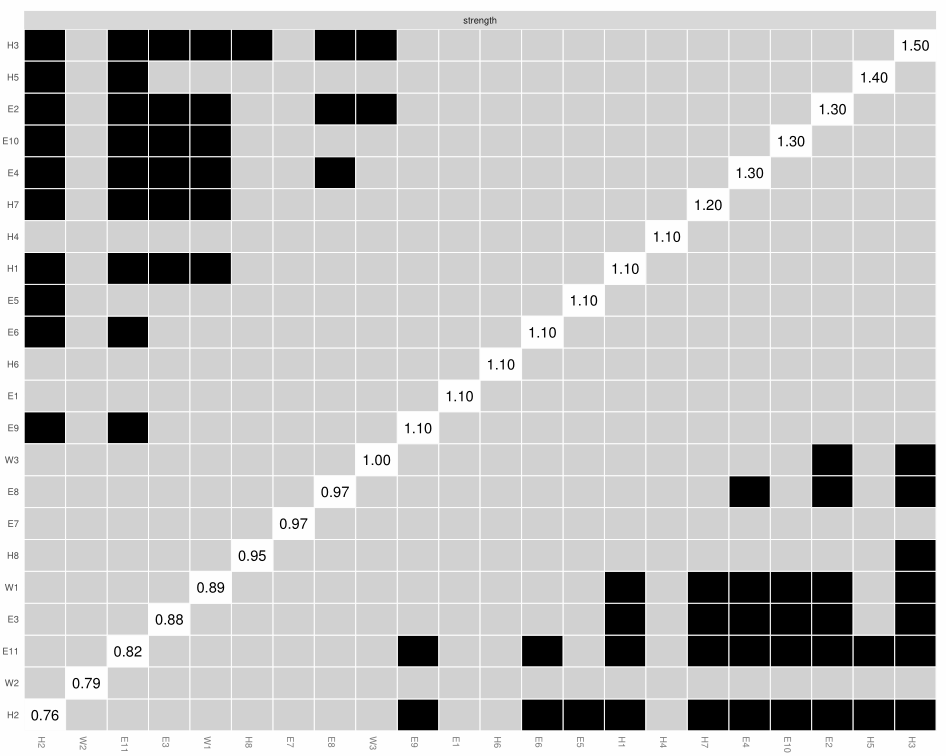 strength
H3 1.50
H5 1.40
E2 1.30
E10 1.30
E4 1.30
H7 1.20
H4 1.10
H1 1.10
E5 1.10
E6 1.10
H6 1.10
E1 1.10
E9 1.10
W3 1.00
E8 0.97
E7 0.97
H8 0.95
W1 0.89
E3 0.88
E11 0.82
W2 0.79
H2 0.76
H2 W2 E11 E3 W1 H8 E7 E8 W3 E9 E1 H6 E6 E5 H1 H4 H7 E4 E10 E2 H5 H3